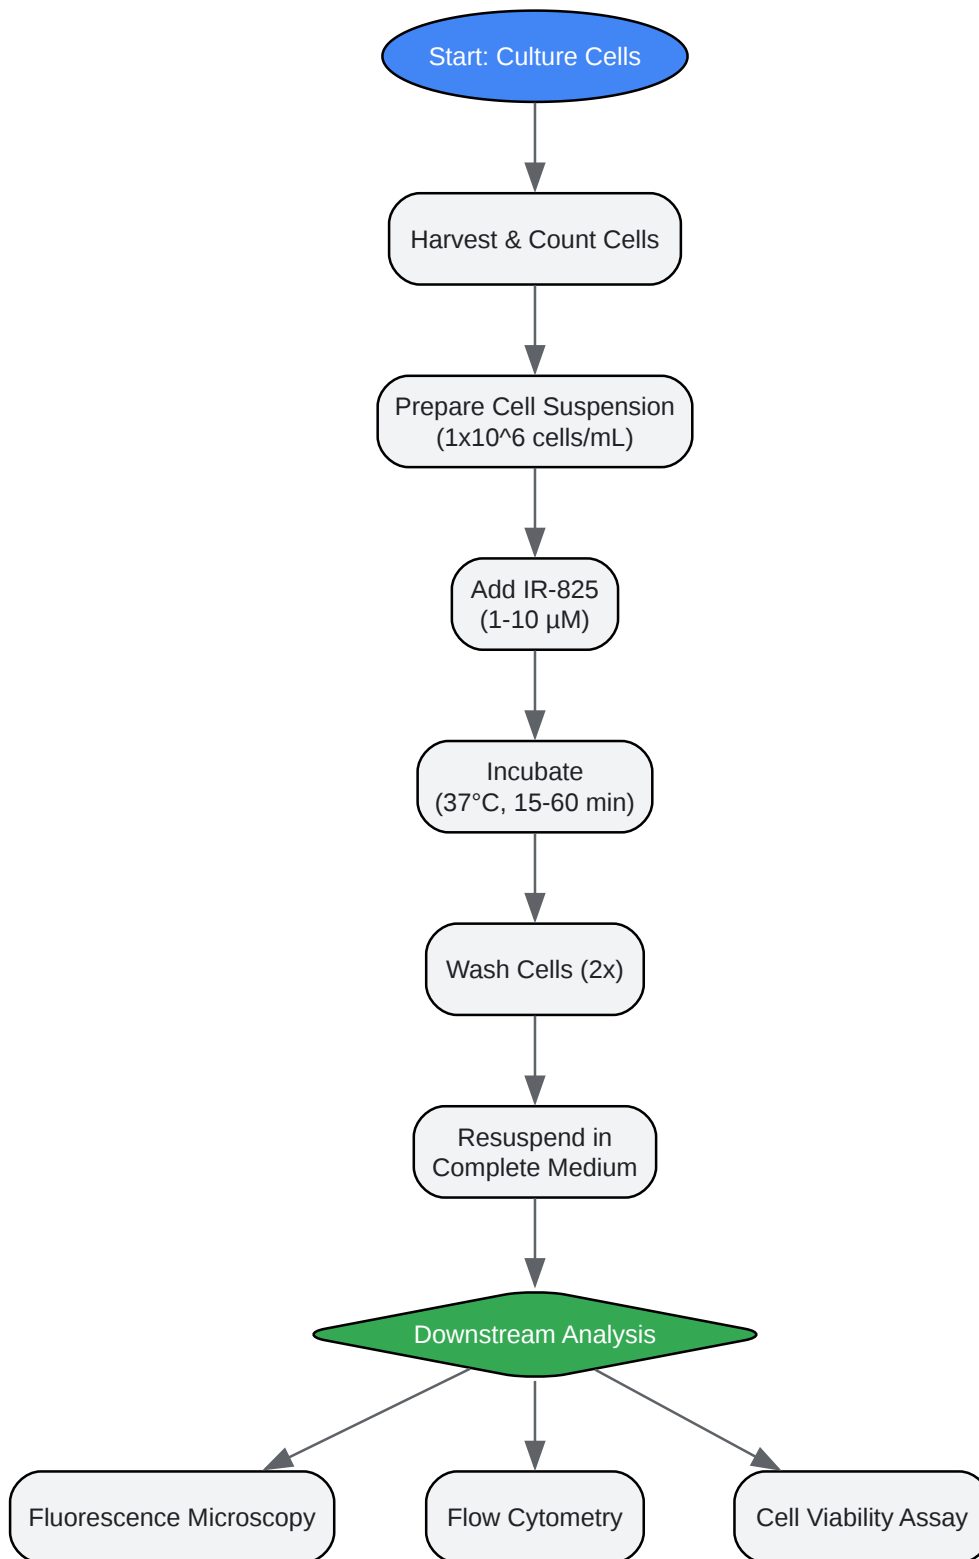 Start: Culture Cells
Harvest & Count Cells
Prepare Cell Suspension
(1x10^6 cells/mL)
Add IR-825
(1-10 µM)
Incubate
(37°C, 15-60 min)
Wash Cells (2x)
Resuspend in
Complete Medium
Downstream Analysis
Fluorescence Microscopy
Flow Cytometry
Cell Viability Assay